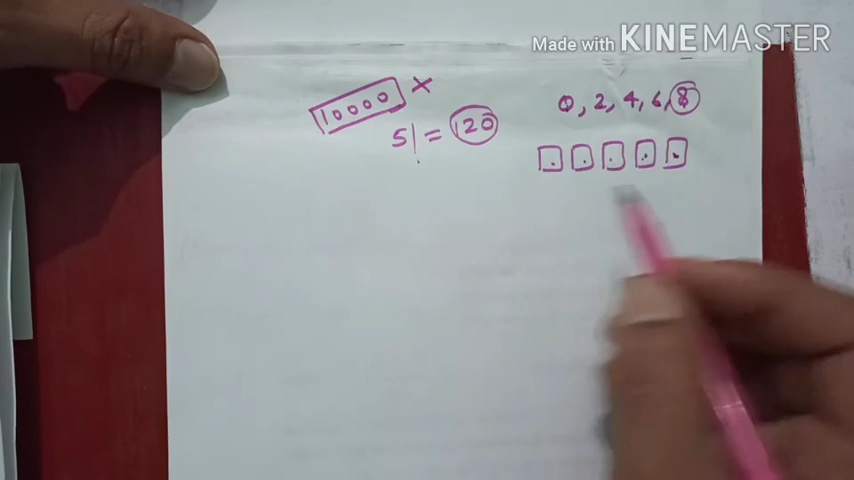 Made with KINEMASTER
10000 ×
5! = 120
0, 2, 4, 6, 8